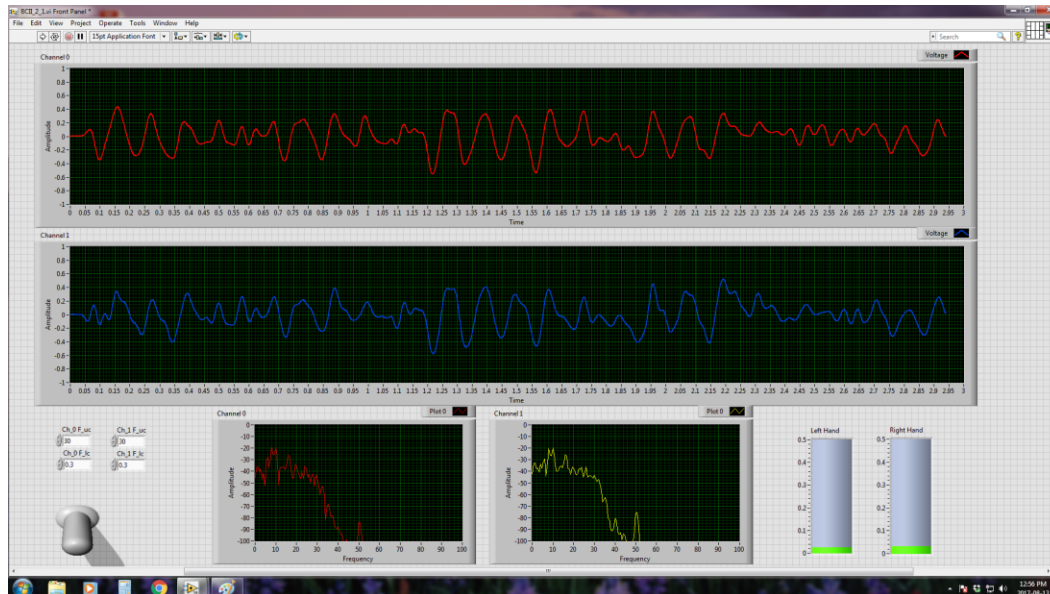 BCII_2_1.vi Front Panel *
File Edit View Project Operate Tools Window Help
15pt Application Font
Search
Channel 0
Voltage
Amplitude
1
0.8
0.6
0.4
0.2
0
-0.2
-0.4
-0.6
-0.8
-1
0 0.05 0.1 0.15 0.2 0.25 0.3 0.35 0.4 0.45 0.5 0.55 0.6 0.65 0.7 0.75 0.8 0.85 0.9 0.95 1 1.05 1.1 1.15 1.2 1.25 1.3 1.35 1.4 1.45 1.5 1.55 1.6 1.65 1.7 1.75 1.8 1.85 1.9 1.95 2 2.05 2.1 2.15 2.2 2.25 2.3 2.35 2.4 2.45 2.5 2.55 2.6 2.65 2.7 2.75 2.8 2.85 2.9 2.95 3
Time
Channel 1
Voltage
Amplitude
1
0.8
0.6
0.4
0.2
0
-0.2
-0.4
-0.6
-0.8
-1
0 0.05 0.1 0.15 0.2 0.25 0.3 0.35 0.4 0.45 0.5 0.55 0.6 0.65 0.7 0.75 0.8 0.85 0.9 0.95 1 1.05 1.1 1.15 1.2 1.25 1.3 1.35 1.4 1.45 1.5 1.55 1.6 1.65 1.7 1.75 1.8 1.85 1.9 1.95 2 2.05 2.1 2.15 2.2 2.25 2.3 2.35 2.4 2.45 2.5 2.55 2.6 2.65 2.7 2.75 2.8 2.85 2.9 2.95 3
Time
Ch_0 F_uc Ch_1 F_uc
30 30
Ch_0 F_lc Ch_1 F_lc
0.3 0.3
Channel 0
Plot 0
Amplitude
0
-10
-20
-30
-40
-50
-60
-70
-80
-90
-100
0 10 20 30 40 50 60 70 80 90 100
Frequency
Channel 1
Plot 0
Amplitude
0
-10
-20
-30
-40
-50
-60
-70
-80
-90
-100
0 10 20 30 40 50 60 70 80 90 100
Frequency
Left Hand
0.5
0.4
0.3
0.2
0.1
0
Right Hand
0.5
0.4
0.3
0.2
0.1
0
12:56 PM